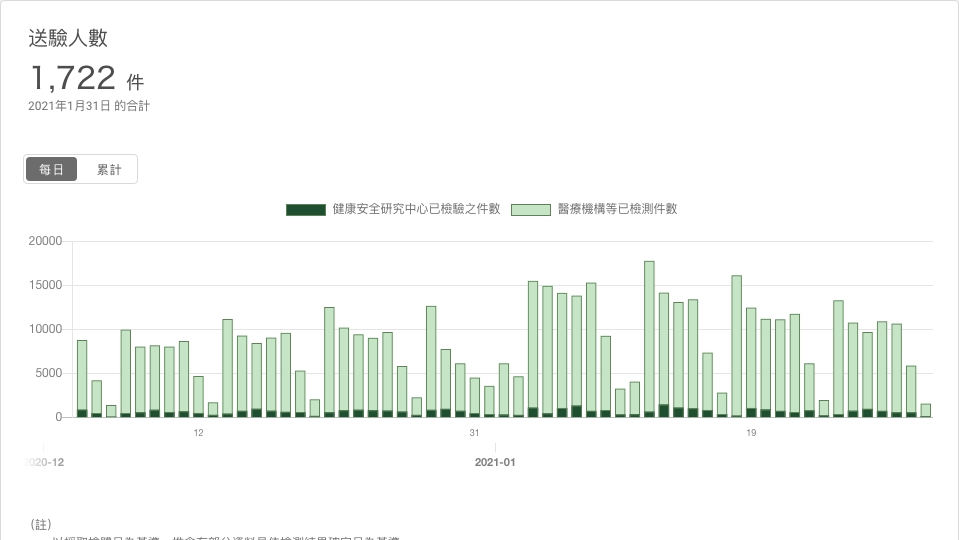 送驗人數
1,722 件
2021年1月31日 的合計
每日 累計
健康安全研究中心已檢驗之件數 醫療機構等已檢測件數
20000
15000
10000
5000
0
12 31 19
2020-12 2021-01
(註)